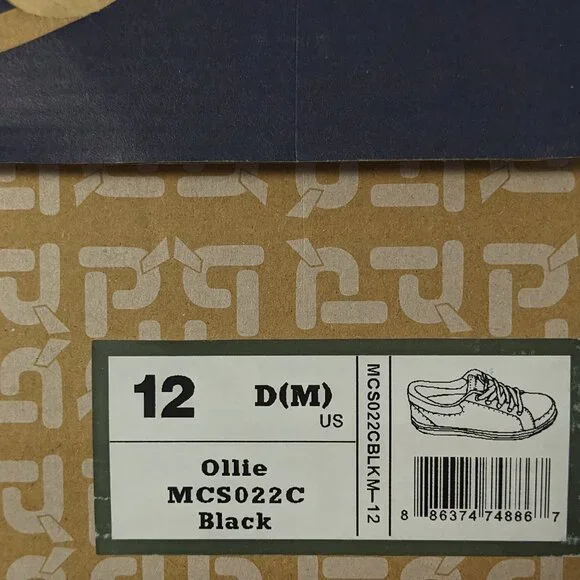 12 D(M)
US
Ollie
MCS022C
Black
MCS022CBLKM-12
8 86374 74886 7